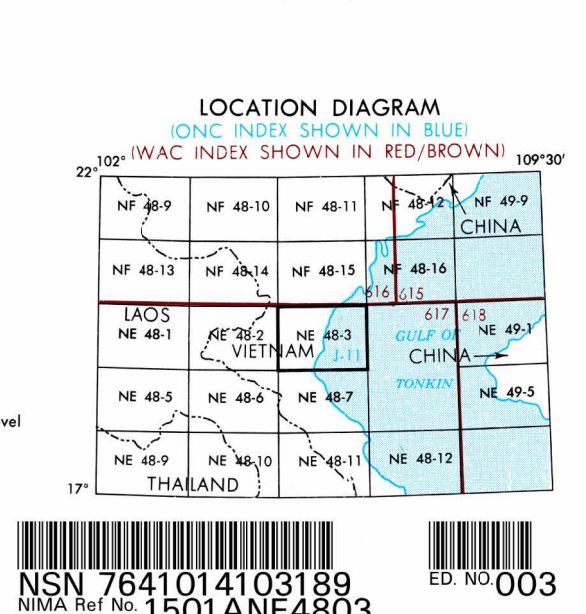 LOCATION DIAGRAM
(ONC INDEX SHOWN IN BLUE)
(WAC INDEX SHOWN IN RED/BROWN)
22° 102° 109°30'
NF 48-9 NF 48-10 NF 48-11 NF 48-12 NF 49-9
CHINA
NF 48-13 NF 48-14 NF 48-15 NF 48-16
616 615
LAOS 617 618
NE 48-1 NE 48-2 NE 48-3 GULF OF NE 49-1
VIETNAM J-11 CHINA
TONKIN
NE 48-5 NE 48-6 NE 48-7 NE 49-5
vel
NE 48-9 NE 48-10 NE 48-11 NE 48-12
17° THAILAND
NSN 7641014103189
ED. NO. 003
NIMA Ref No. 1501ANE4803